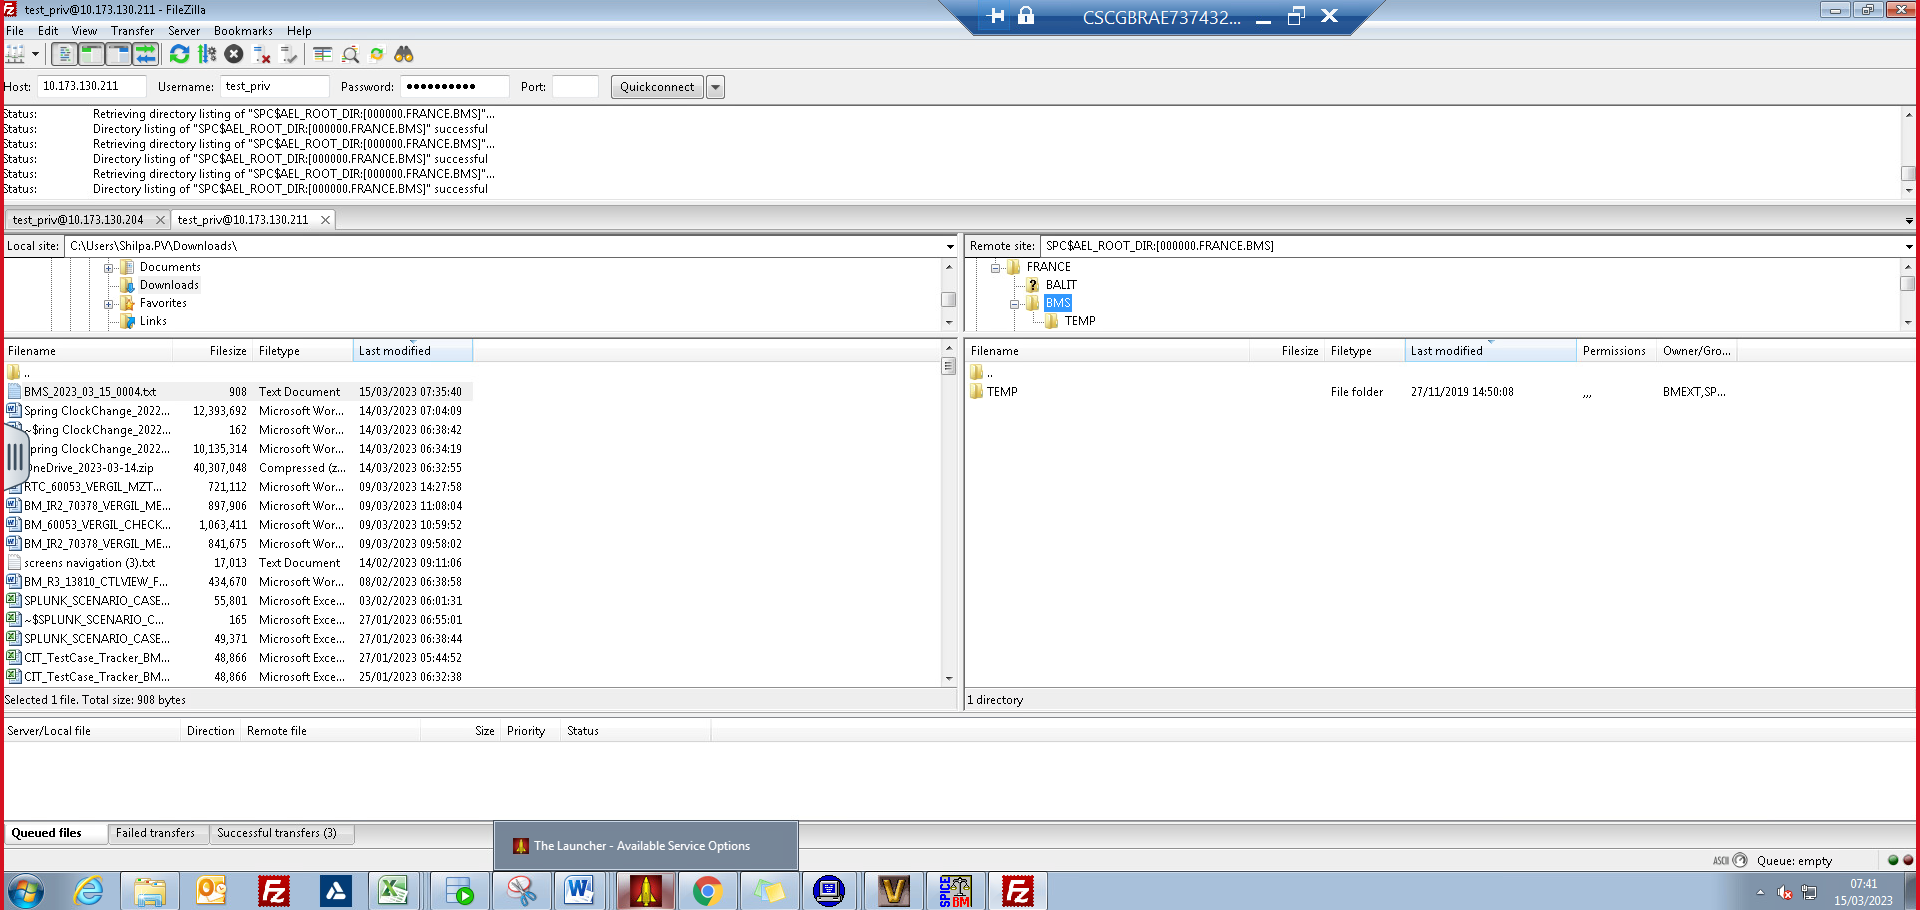 test_priv@10.173.130.211 - FileZilla
CSCGBRAE737432...
File Edit View Transfer Server Bookmarks Help
Host: 10.173.130.211 Username: test_priv Password: ●●●●●●●●●● Port: Quickconnect
Status: Retrieving directory listing of "SPC$AEL_ROOT_DIR:[000000.FRANCE.BMS]"...
Status: Directory listing of "SPC$AEL_ROOT_DIR:[000000.FRANCE.BMS]" successful
Status: Retrieving directory listing of "SPC$AEL_ROOT_DIR:[000000.FRANCE.BMS]"...
Status: Directory listing of "SPC$AEL_ROOT_DIR:[000000.FRANCE.BMS]" successful
Status: Retrieving directory listing of "SPC$AEL_ROOT_DIR:[000000.FRANCE.BMS]"...
Status: Directory listing of "SPC$AEL_ROOT_DIR:[000000.FRANCE.BMS]" successful
test_priv@10.173.130.204 test_priv@10.173.130.211
Local site: C:\Users\Shilpa.PV\Downloads\
Documents
Downloads
Favorites
Links
Filename Filesize Filetype Last modified
..
BMS_2023_03_15_0004.txt 908 Text Document 15/03/2023 07:35:40
Spring ClockChange_2022... 12,393,692 Microsoft Wor... 14/03/2023 07:04:09
~$ring ClockChange_2022... 162 Microsoft Wor... 14/03/2023 06:38:42
pring ClockChange_2022... 10,135,314 Microsoft Wor... 14/03/2023 06:34:19
OneDrive_2023-03-14.zip 40,307,048 Compressed (z... 14/03/2023 06:32:55
RTC_60053_VERGIL_MZT... 721,112 Microsoft Wor... 09/03/2023 14:27:58
BM_IR2_70378_VERGIL_ME... 897,906 Microsoft Wor... 09/03/2023 11:08:04
BM_60053_VERGIL_CHECK... 1,063,411 Microsoft Wor... 09/03/2023 10:59:52
BM_IR2_70378_VERGIL_ME... 841,675 Microsoft Wor... 09/03/2023 09:58:02
screens navigation (3).txt 17,013 Text Document 14/02/2023 09:11:06
BM_R3_13810_CTLVIEW_F... 434,670 Microsoft Wor... 08/02/2023 06:38:58
SPLUNK_SCENARIO_CASE... 55,801 Microsoft Exce... 03/02/2023 06:01:31
~$SPLUNK_SCENARIO_C... 165 Microsoft Exce... 27/01/2023 06:55:01
SPLUNK_SCENARIO_CASE... 49,371 Microsoft Exce... 27/01/2023 06:38:44
CIT_TestCase_Tracker_BM... 48,866 Microsoft Exce... 27/01/2023 05:44:52
CIT_TestCase_Tracker_BM... 48,866 Microsoft Exce... 25/01/2023 06:32:38
Selected 1 file. Total size: 908 bytes
Remote site: SPC$AEL_ROOT_DIR:[000000.FRANCE.BMS]
FRANCE
? BALIT
BMS
TEMP
Filename Filesize Filetype Last modified Permissions Owner/Gro...
..
TEMP File folder 27/11/2019 14:50:08 ,,, BMEXT,SP...
1 directory
Server/Local file Direction Remote file Size Priority Status
Queued files Failed transfers Successful transfers (3)
The Launcher - Available Service Options
ASCII Queue: empty
SPICE
BM
07:41
15/03/2023